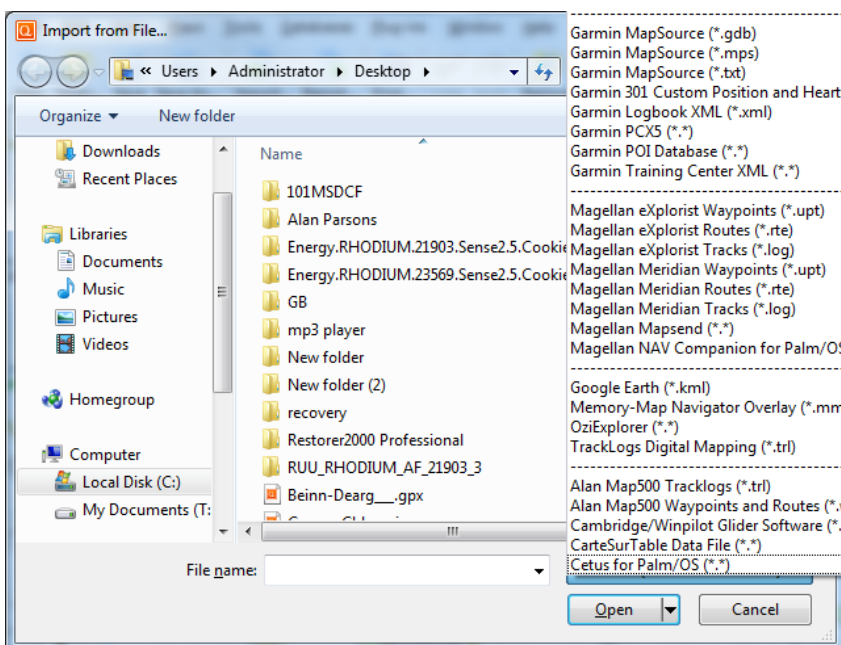 Import from File...
« Users ▸ Administrator ▸ Desktop ▸
Organize
New folder
Downloads
Recent Places
Libraries
Documents
Music
Pictures
Videos
Homegroup
Computer
Local Disk (C:)
My Documents (T:
Name
101MSDCF
Alan Parsons
Energy.RHODIUM.21903.Sense2.5.Cookie
Energy.RHODIUM.23569.Sense2.5.Cookie
GB
mp3 player
New folder
New folder (2)
recovery
Restorer2000 Professional
RUU_RHODIUM_AF_21903_3
Beinn-Dearg___.gpx
File name:
Garmin MapSource (*.gdb)
Garmin MapSource (*.mps)
Garmin MapSource (*.txt)
Garmin 301 Custom Position and Heart
Garmin Logbook XML (*.xml)
Garmin PCX5 (*.*)
Garmin POI Database (*.*)
Garmin Training Center XML (*.*)
Magellan eXplorist Waypoints (*.upt)
Magellan eXplorist Routes (*.rte)
Magellan eXplorist Tracks (*.log)
Magellan Meridian Waypoints (*.upt)
Magellan Meridian Routes (*.rte)
Magellan Meridian Tracks (*.log)
Magellan Mapsend (*.*)
Magellan NAV Companion for Palm/OS
Google Earth (*.kml)
Memory-Map Navigator Overlay (*.mm
OziExplorer (*.*)
TrackLogs Digital Mapping (*.trl)
Alan Map500 Tracklogs (*.trl)
Alan Map500 Waypoints and Routes (*.
Cambridge/Winpilot Glider Software (*.
CarteSurTable Data File (*.*)
Cetus for Palm/OS (*.*)
Open
Cancel